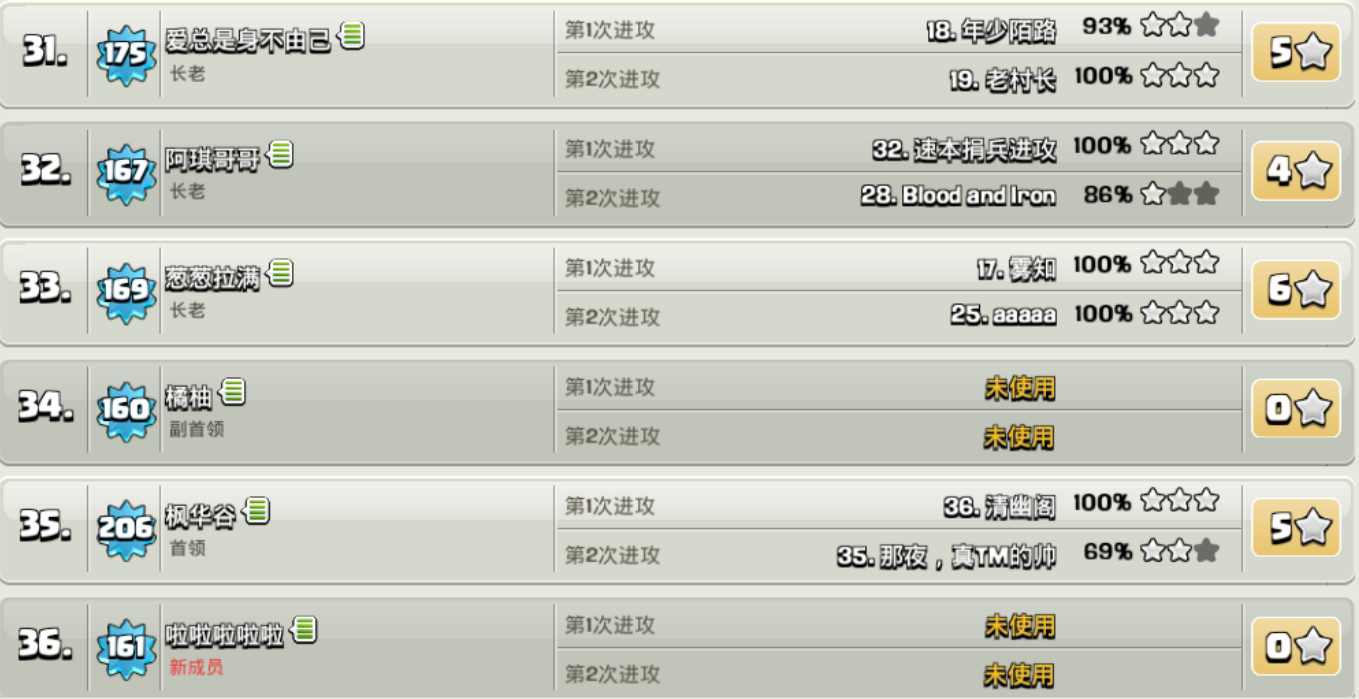 31. 175 爱总是身不由己
长老
第1次进攻 18. 年少陌路 93%
第2次进攻 19. 老村长 100%
5
32. 167 阿琪哥哥
长老
第1次进攻 32. 速本捐兵进攻 100%
第2次进攻 28. Blood and Iron 86%
4
33. 169 葱葱拉满
长老
第1次进攻 17. 雾知 100%
第2次进攻 25. aaaaa 100%
6
34. 160 橘柚
副首领
第1次进攻 未使用
第2次进攻 未使用
0
35. 206 枫华谷
首领
第1次进攻 36. 清幽阁 100%
第2次进攻 35. 那夜，真TM的帅 69%
5
36. 161 啦啦啦啦啦
新成员
第1次进攻 未使用
第2次进攻 未使用
0